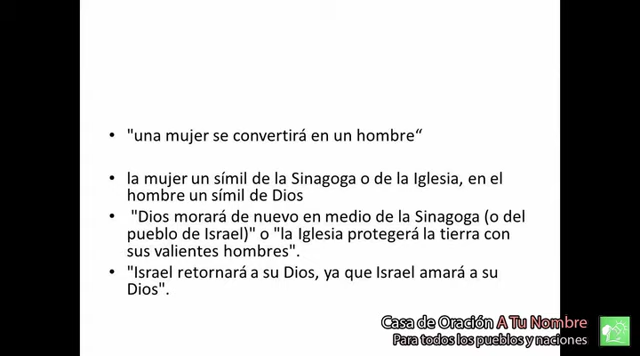 • "una mujer se convertirá en un hombre“
• la mujer un símil de la Sinagoga o de la Iglesia, en el
hombre un símil de Dios
• "Dios morará de nuevo en medio de la Sinagoga (o del
pueblo de Israel)" o "la Iglesia protegerá la tierra con
sus valientes hombres".
• "Israel retornará a su Dios, ya que Israel amará a su
Dios".
Casa de Oración A Tu Nombre
Para todos los pueblos y naciones